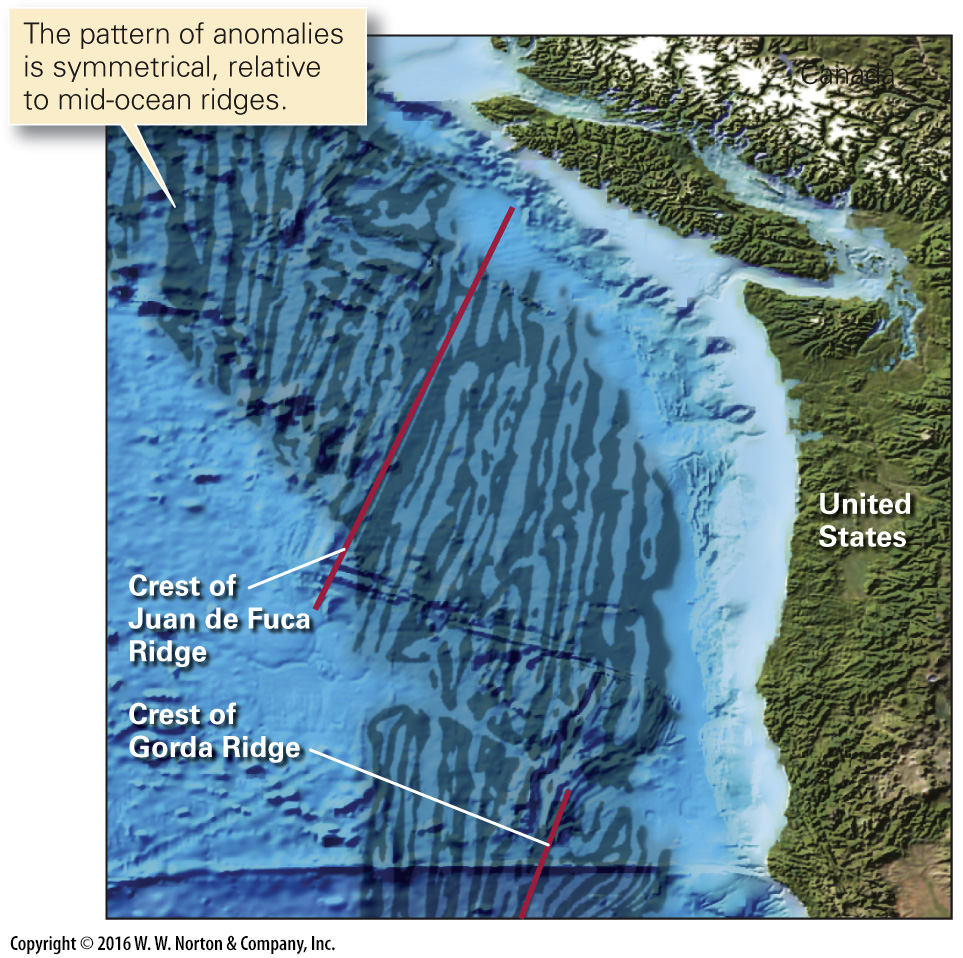 The pattern of anomalies
is symmetrical, relative
to mid-ocean ridges.
Canada
United
States
Crest of
Juan de Fuca
Ridge
Crest of
Gorda Ridge
Copyright © 2016 W. W. Norton & Company, Inc.